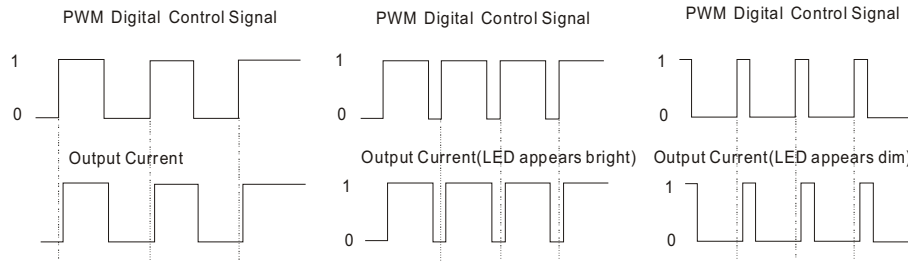 PWM Digital Control Signal
1
0
Output Current
PWM Digital Control Signal
1
0
Output Current(LED appears bright)
1
0
PWM Digital Control Signal
1
0
Output Current(LED appears dim)
1
0